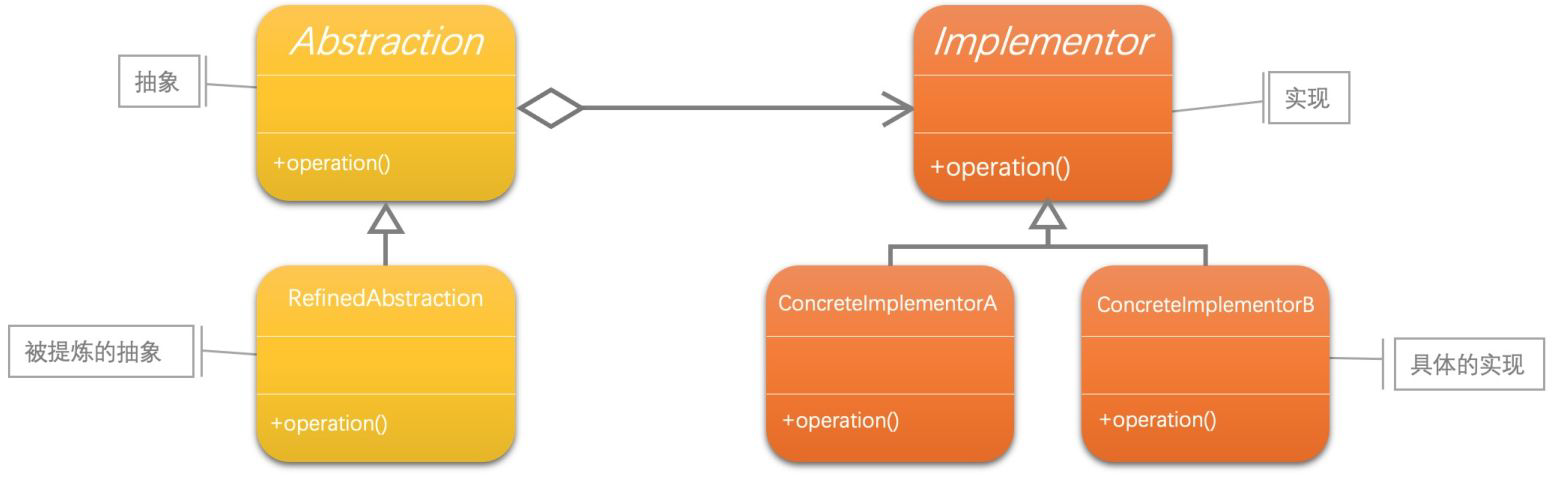 抽象
Abstraction
+operation()
Implementor
+operation()
实现
被提炼的抽象
RefinedAbstraction
+operation()
ConcreteImplementorA
+operation()
ConcreteImplementorB
+operation()
具体的实现